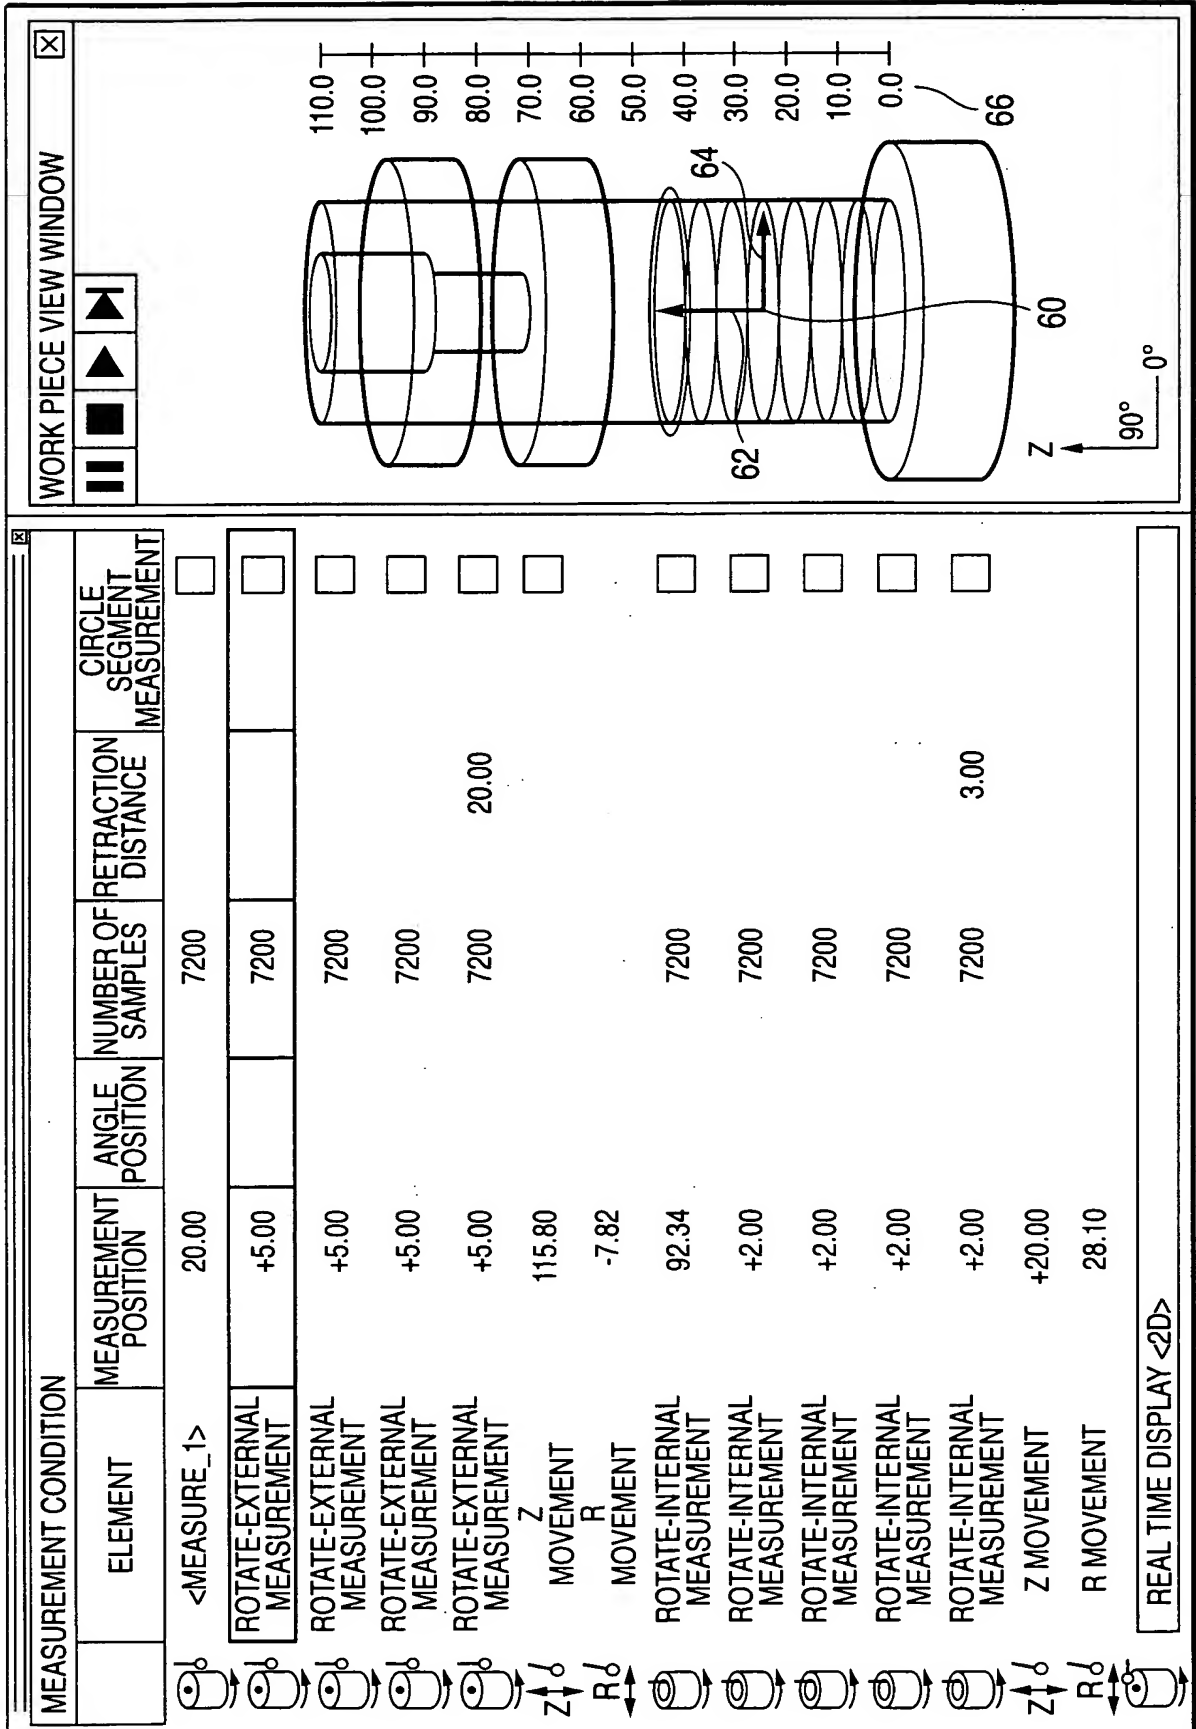 MEASUREMENT CONDITION
ELEMENT
MEASUREMENT
POSITION
ANGLE
POSITION
NUMBER OF
SAMPLES
RETRACTION
DISTANCE
CIRCLE
SEGMENT
MEASUREMENT
<MEASURE_1> 20.00 7200
ROTATE-EXTERNAL
MEASUREMENT +5.00 7200
ROTATE-EXTERNAL
MEASUREMENT +5.00 7200
ROTATE-EXTERNAL
MEASUREMENT +5.00 7200
ROTATE-EXTERNAL
MEASUREMENT +5.00 7200 20.00
Z Z
MOVEMENT 115.80
R R
MOVEMENT -7.82
ROTATE-INTERNAL
MEASUREMENT 92.34 7200
ROTATE-INTERNAL
MEASUREMENT +2.00 7200
ROTATE-INTERNAL
MEASUREMENT +2.00 7200
ROTATE-INTERNAL
MEASUREMENT +2.00 7200
ROTATE-INTERNAL
MEASUREMENT +2.00 7200 3.00
Z Z MOVEMENT +20.00
R R MOVEMENT 28.10
REAL TIME DISPLAY <2D>
WORK PIECE VIEW WINDOW
110.0
100.0
90.0
80.0
70.0
60.0
50.0
40.0
30.0
20.0
10.0
0.0
64
62
66
60
Z
90°
0°